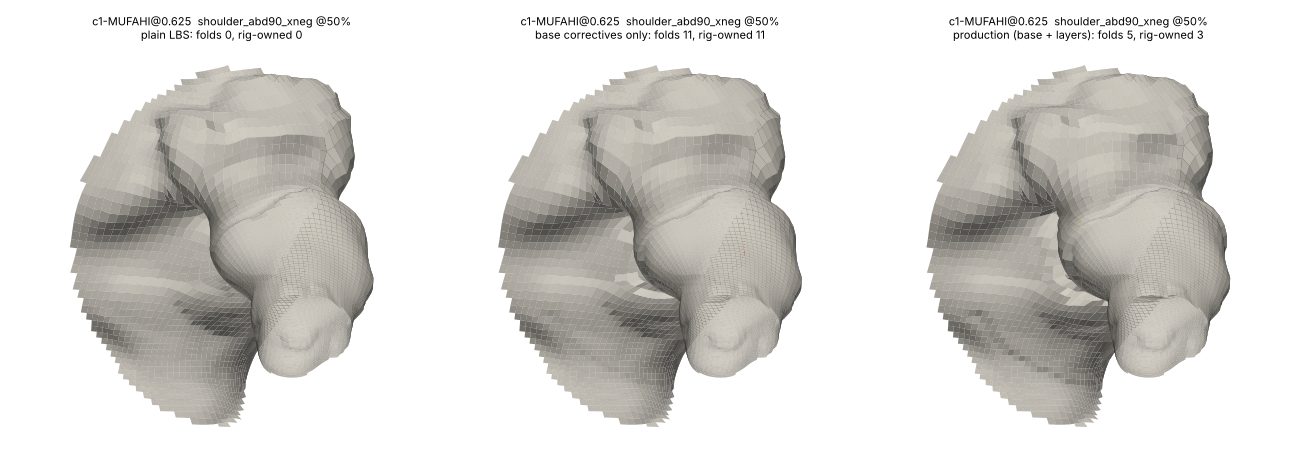 c1-MUFAHI@0.625  shoulder_abd90_xneg @50%
plain LBS: folds 0, rig-owned 0
c1-MUFAHI@0.625  shoulder_abd90_xneg @50%
base correctives only: folds 11, rig-owned 11
c1-MUFAHI@0.625  shoulder_abd90_xneg @50%
production (base + layers): folds 5, rig-owned 3